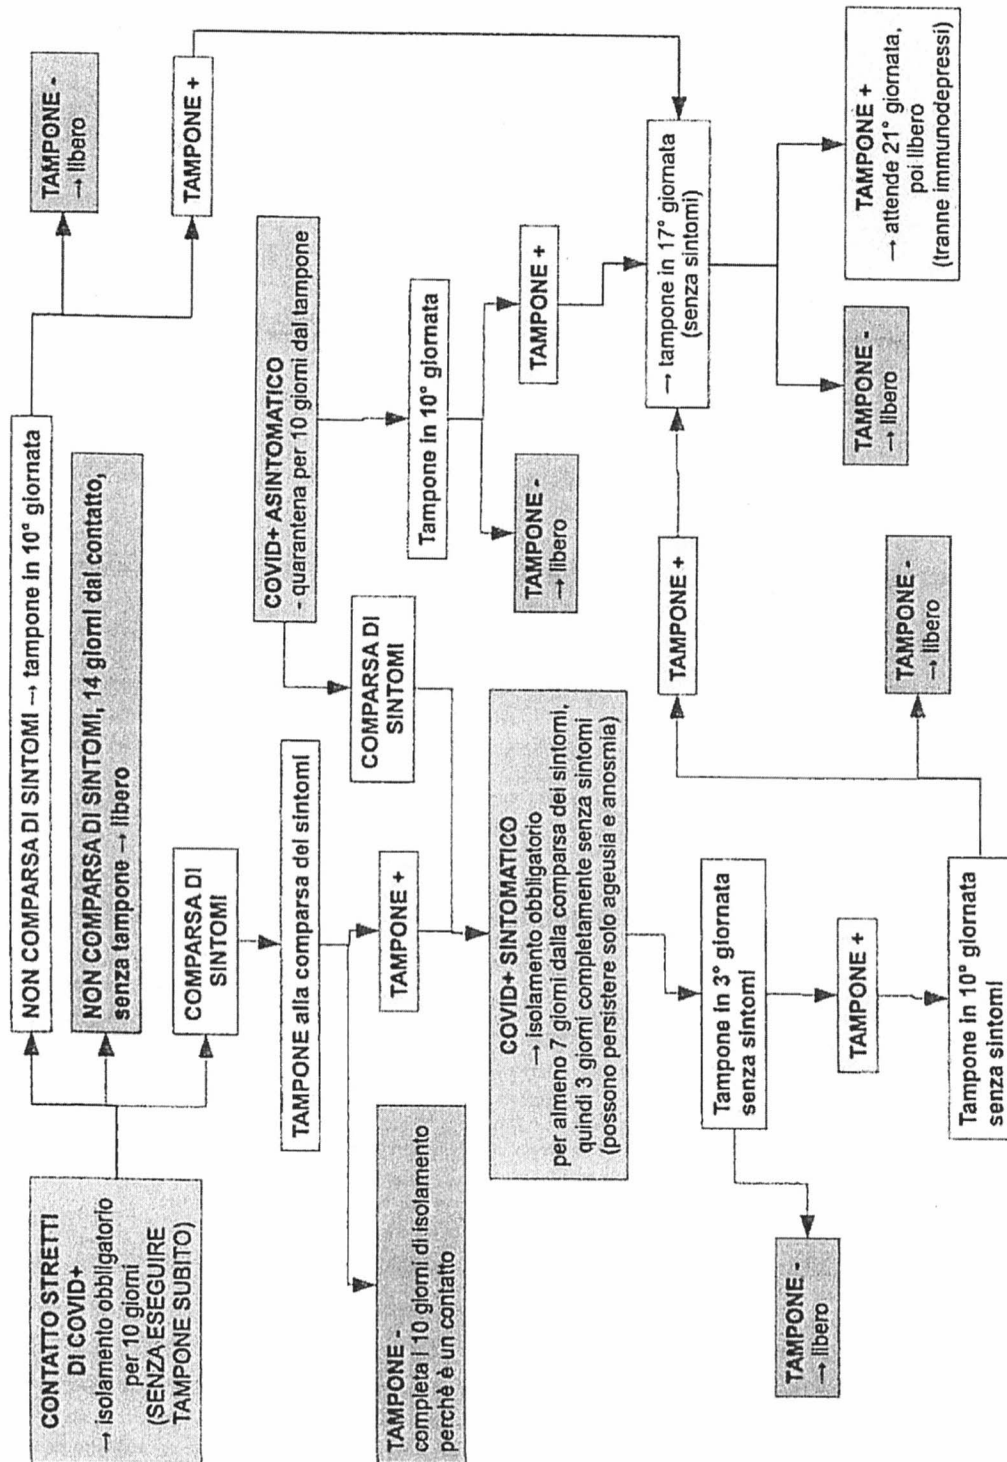 CONTATTO STRETTI
DI COVID+
→ isolamento obbligatorio
per 10 giorni
(SENZA ESEGUIRE
TAMPONE SUBITO)
NON COMPARSA DI SINTOMI → tampone in 10° giornata
TAMPONE -
→ libero
TAMPONE +
NON COMPARSA DI SINTOMI, 14 giorni dal contatto,
senza tampone → libero
COMPARSA DI
SINTOMI
TAMPONE alla comparsa dei sintomi
TAMPONE -
completa i 10 giorni di isolamento
perchè è un contatto
TAMPONE +
COVID+ ASINTOMATICO
- quarantena per 10 giorni dal tampone
COMPARSA DI
SINTOMI
Tampone in 10° giornata
TAMPONE -
→ libero
TAMPONE +
COVID+ SINTOMATICO
→ isolamento obbligatorio
per almeno 7 giorni dalla comparsa dei sintomi,
quindi 3 giorni completamente senza sintomi
(possono persistere solo ageusia e anosmia)
Tampone in 3° giornata
senza sintomi
TAMPONE -
→ libero
TAMPONE +
Tampone in 10° giornata
senza sintomi
TAMPONE +
TAMPONE -
→ libero
→ tampone in 17° giornata
(senza sintomi)
TAMPONE -
→ libero
TAMPONE +
→ attende 21° giornata,
poi libero
(tranne immunodepressi)